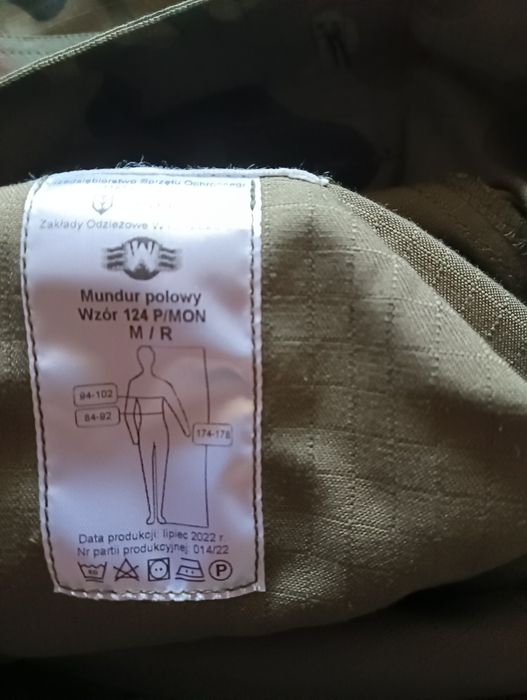 Sprzętu Ochronnego
Zakłady Odzieżowe
W
Mundur polowy
Wzór 124 P/MON
M / R
94-102
84-92
174-178
Data produkcji: lipiec 2022 r.
Nr partii produkcyjnej: 014/22
P